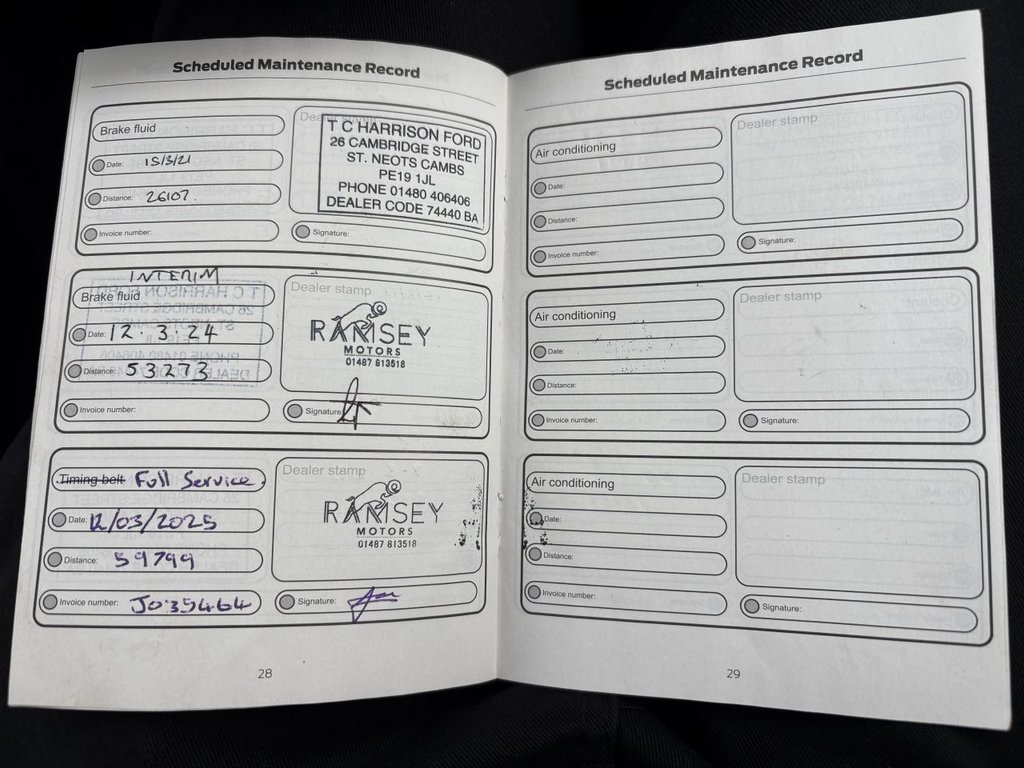 Scheduled Maintenance Record
Brake fluid
Date: 15/3/21
Distance: 26107.
Invoice number:
Dealer stamp
T C HARRISON FORD
26 CAMBRIDGE STREET
ST. NEOTS CAMBS
PE19 1JL
PHONE 01480 406406
DEALER CODE 74440 BA
Signature:
INTERIM
Brake fluid
Date: 12.3.24
Distance: 53273
Invoice number:
Dealer stamp
RAMSEY
MOTORS
01487 813518
Signature:
Timing belt Full Service
Date: 12/03/2025
Distance: 59799
Invoice number: J035464
Dealer stamp
RAMSEY
MOTORS
01487 813518
Signature:
28
Scheduled Maintenance Record
Air conditioning
Date:
Distance:
Invoice number:
Dealer stamp
Signature:
Air conditioning
Date:
Distance:
Invoice number:
Dealer stamp
Signature:
Air conditioning
Date:
Distance:
Invoice number:
Dealer stamp
Signature:
29